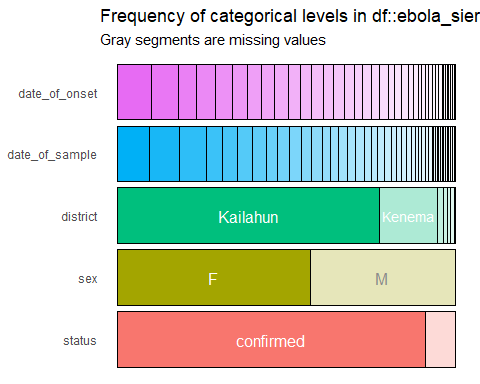 Frequency of categorical levels in df::ebola_sier
Gray segments are missing values
date_of_onset
date_of_sample
district
Kailahun
Kenema
sex
F
M
status
confirmed